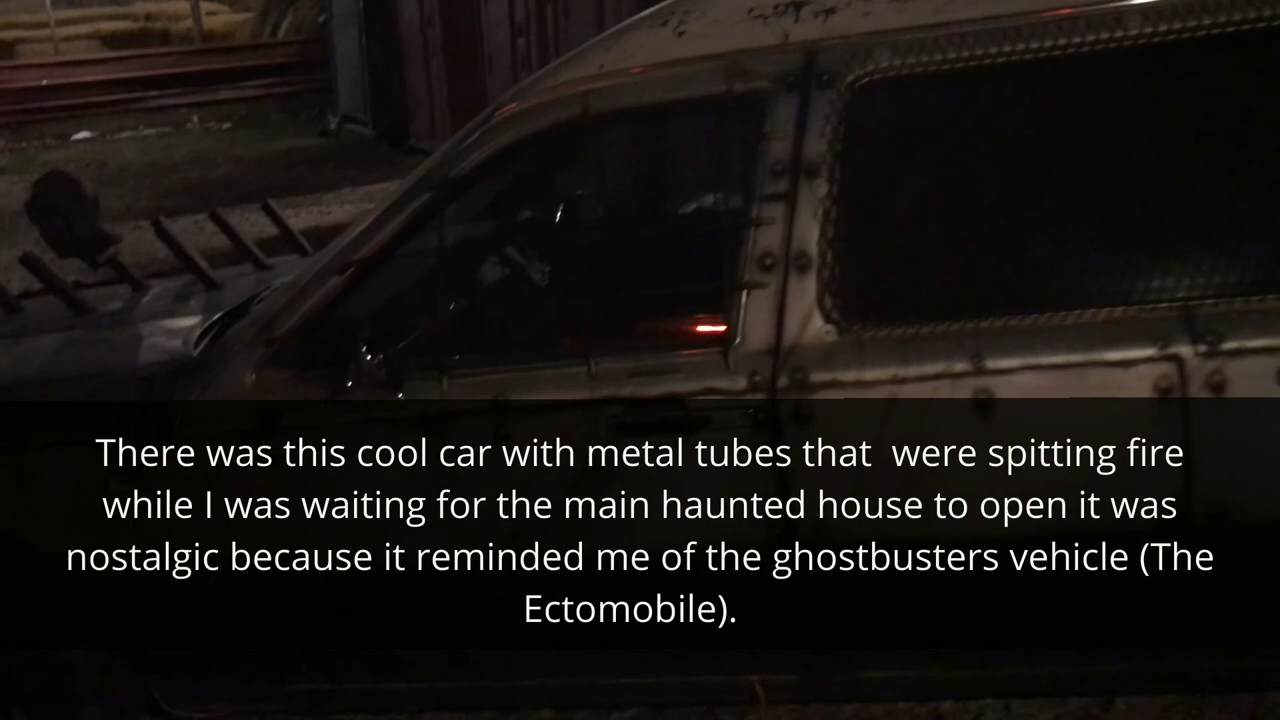 There was this cool car with metal tubes that  were spitting fire
while I was waiting for the main haunted house to open it was
nostalgic because it reminded me of the ghostbusters vehicle (The
Ectomobile).